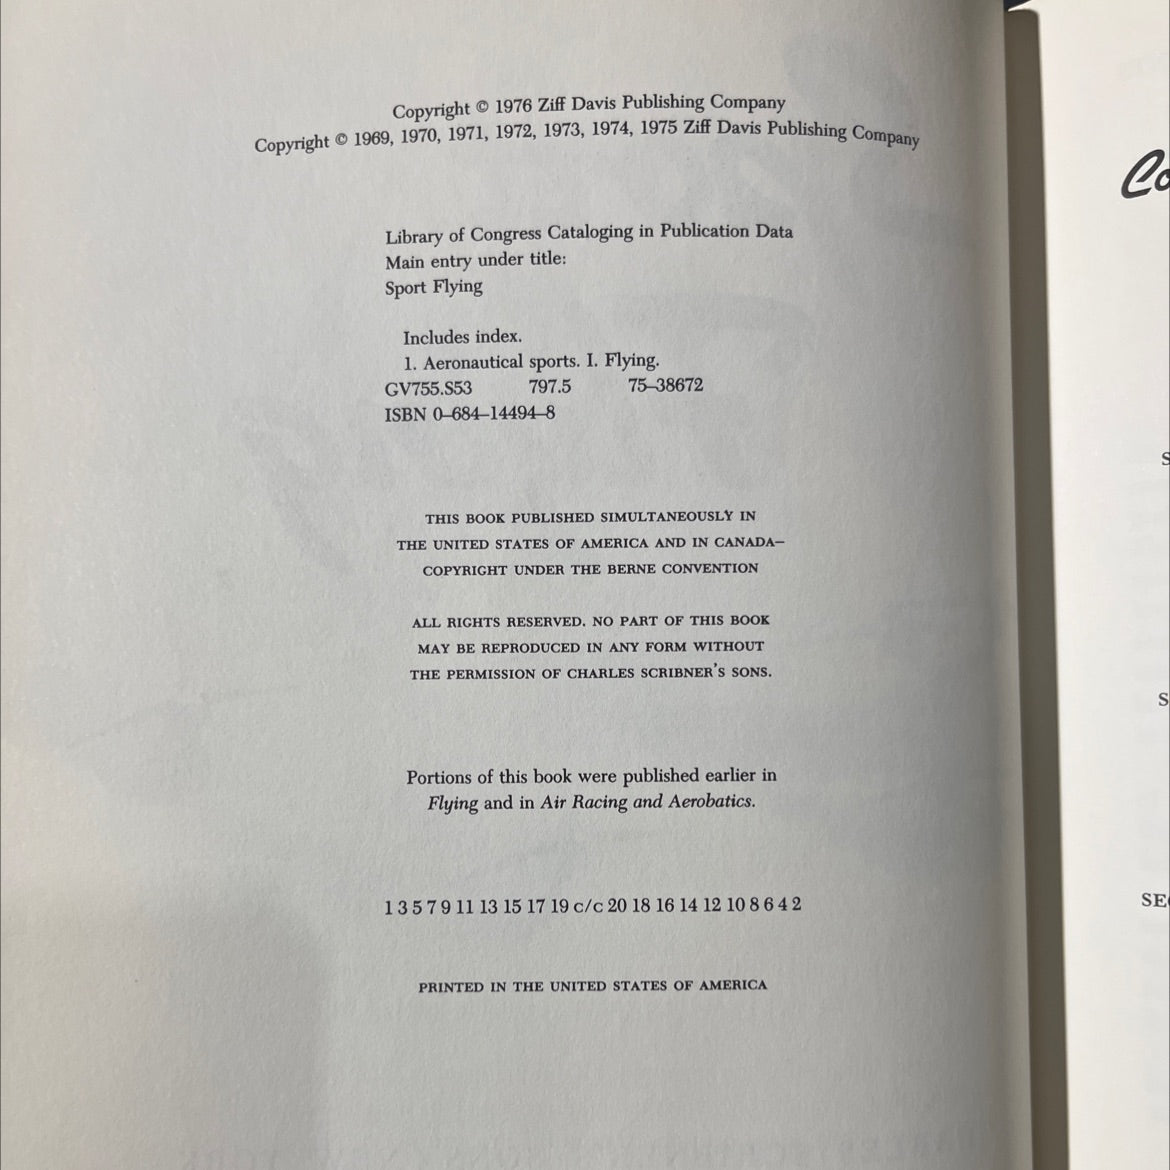 Copyright © 1976 Ziff Davis Publishing Company
Copyright © 1969, 1970, 1971, 1972, 1973, 1974, 1975 Ziff Davis Publishing Company
Library of Congress Cataloging in Publication Data
Main entry under title:
Sport Flying
Includes index.
1. Aeronautical sports. I. Flying.
GV755.S53 797.5 75–38672
ISBN 0–684–14494–8
THIS BOOK PUBLISHED SIMULTANEOUSLY IN
THE UNITED STATES OF AMERICA AND IN CANADA—
COPYRIGHT UNDER THE BERNE CONVENTION
ALL RIGHTS RESERVED. NO PART OF THIS BOOK
MAY BE REPRODUCED IN ANY FORM WITHOUT
THE PERMISSION OF CHARLES SCRIBNER'S SONS.
Portions of this book were published earlier in
Flying and in Air Racing and Aerobatics.
1 3 5 7 9 11 13 15 17 19 C/C 20 18 16 14 12 10 8 6 4 2
PRINTED IN THE UNITED STATES OF AMERICA